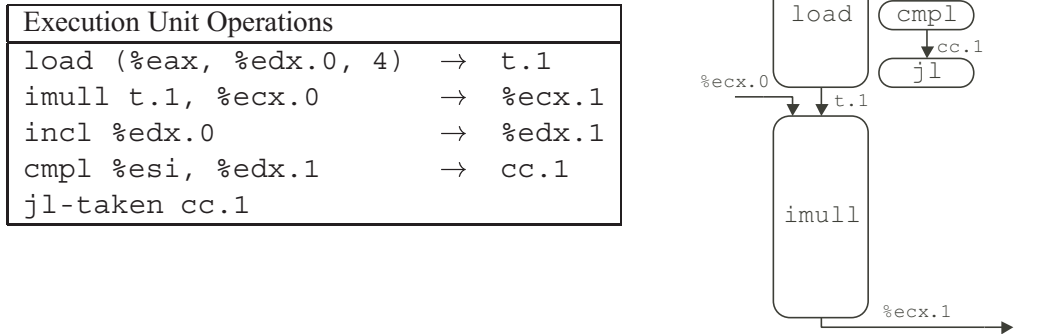 Execution Unit Operations
load (%eax, %edx.0, 4) → t.1
imull t.1, %ecx.0 → %ecx.1
incl %edx.0 → %edx.1
cmpl %esi, %edx.1 → cc.1
jl-taken cc.1
load
cmpl
cc.1
jl
%ecx.0
t.1
imull
%ecx.1